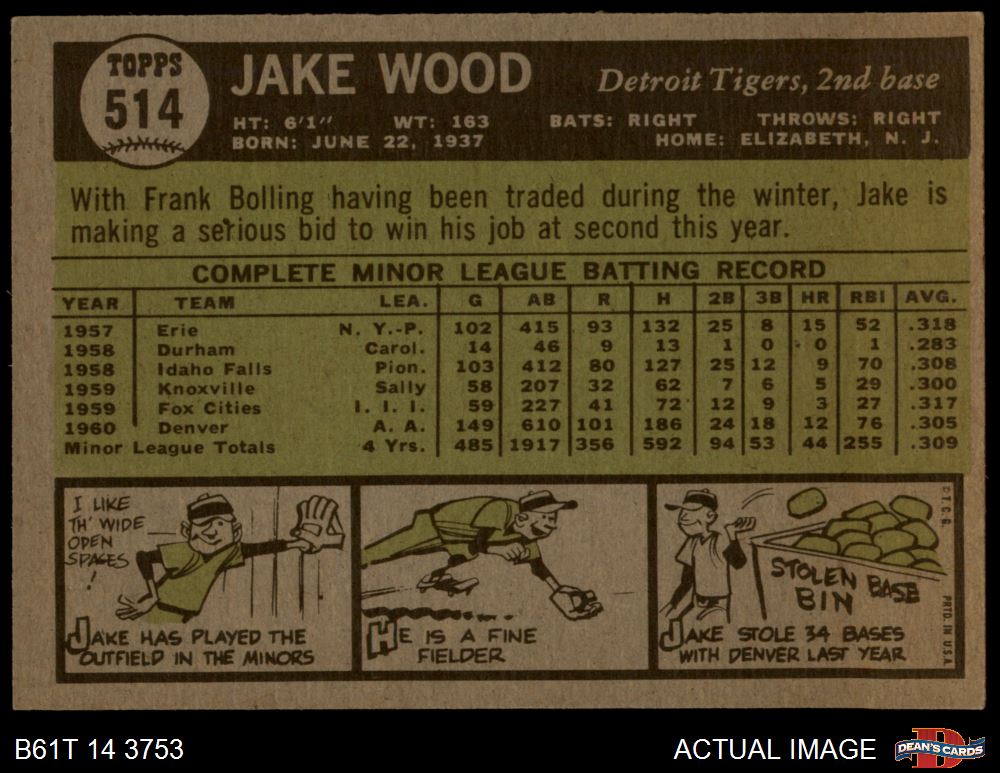 TOPPS
514
JAKE WOOD
Detroit Tigers, 2nd base
HT: 6'1" WT: 163 BATS: RIGHT THROWS: RIGHT
BORN: JUNE 22, 1937 HOME: ELIZABETH, N. J.
With Frank Bolling having been traded during the winter, Jake is
making a serious bid to win his job at second this year.
COMPLETE MINOR LEAGUE BATTING RECORD
YEAR TEAM LEA. G AB R H 2B 3B HR RBI AVG.
1957 Erie N. Y.-P. 102 415 93 132 25 8 15 52 .318
1958 Durham Carol. 14 46 9 13 1 0 0 1 .283
1958 Idaho Falls Pion. 103 412 80 127 25 12 9 70 .308
1959 Knoxville Sally 58 207 32 62 7 6 5 29 .300
1959 Fox Cities I. I. I. 59 227 41 72 12 9 3 27 .317
1960 Denver A. A. 149 610 101 186 24 18 12 76 .305
Minor League Totals 4 Yrs. 485 1917 356 592 94 53 44 255 .309
I LIKE
TH' WIDE
OPEN
SPACES
!
JAKE HAS PLAYED THE
OUTFIELD IN THE MINORS
HE IS A FINE
FIELDER
STOLEN BASE
BIN
JAKE STOLE 34 BASES
WITH DENVER LAST YEAR
©T.C.G.
PRTD. IN U.S.A.
B61T 14 3753
ACTUAL IMAGE
D
DEAN'S CARDS